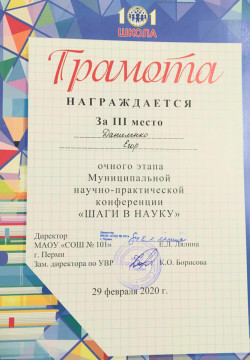 101
ШКОЛА
Грамота
НАГРАЖДАЕТСЯ
За III место
Даниленко
Егор
очного этапа
Муниципальной
научно-практической
конференции
«ШАГИ В НАУКУ»
Директор
МАОУ «СОШ № 101» Е.Л. Лядина
г. Перми
Зам. директора по УВР К.О. Борисова
29 февраля 2020 г.